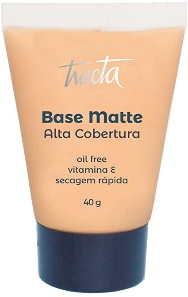 tracta
Base Matte
Alta Cobertura
oil free
vitamina E
secagem rápida
40 g